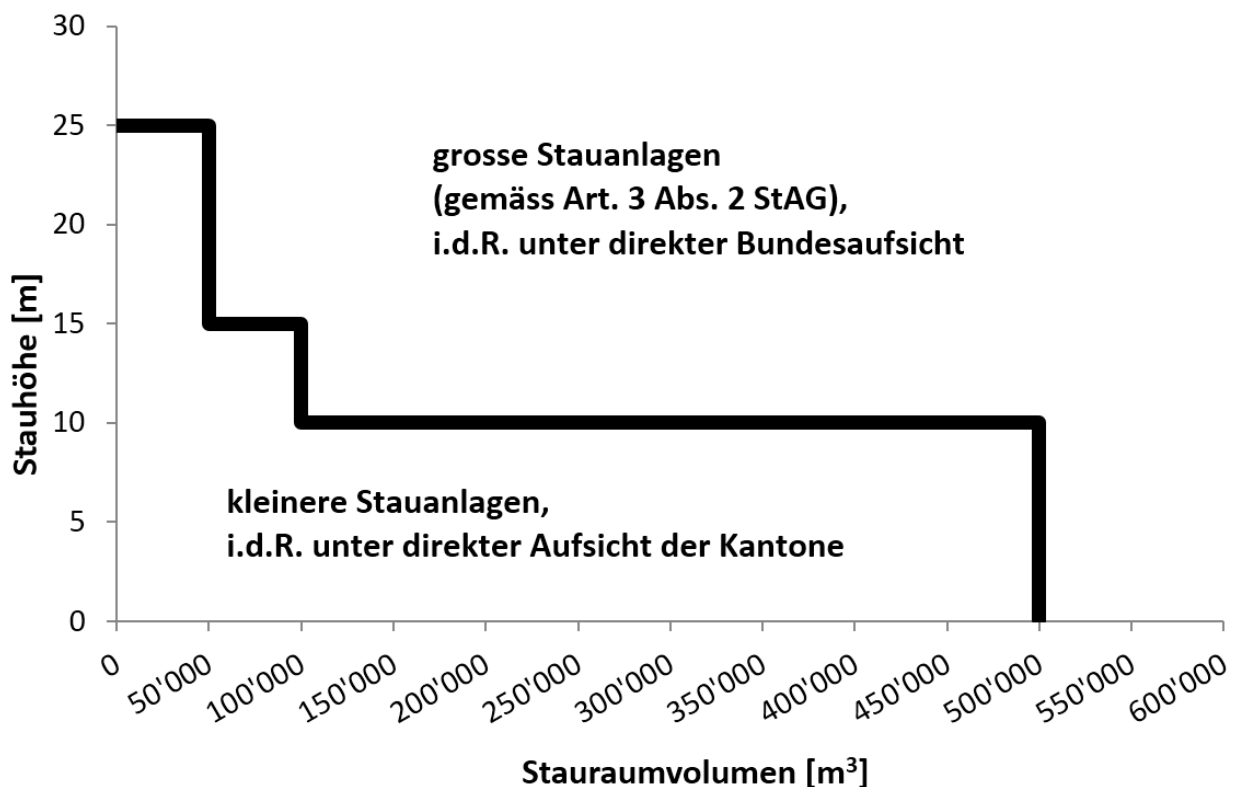 30
25
20
15
10
5
0
Stauhöhe [m]
grosse Stauanlagen
(gemäss Art. 3 Abs. 2 StAG),
i.d.R. unter direkter Bundesaufsicht
kleinere Stauanlagen,
i.d.R. unter direkter Aufsicht der Kantone
0
50'000
100'000
150'000
200'000
250'000
300'000
350'000
400'000
450'000
500'000
550'000
600'000
Stauraumvolumen [m³]